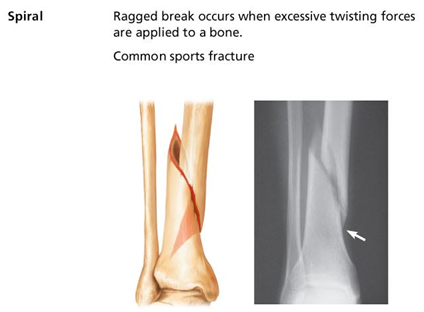 Spiral
Ragged break occurs when excessive twisting forces
are applied to a bone.
Common sports fracture